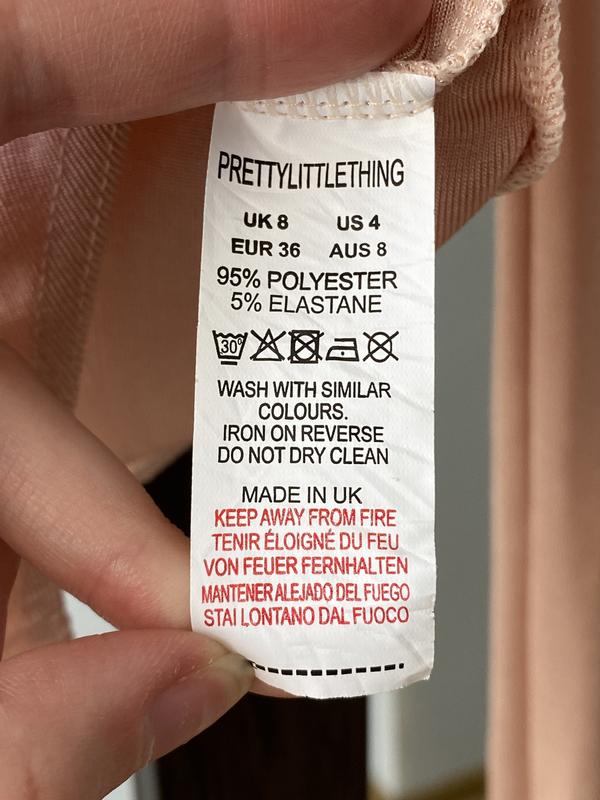 PRETTYLITTLETHING
UK 8 US 4
EUR 36 AUS 8
95% POLYESTER
5% ELASTANE
30°
WASH WITH SIMILAR
COLOURS.
IRON ON REVERSE
DO NOT DRY CLEAN
MADE IN UK
KEEP AWAY FROM FIRE
TENIR ÉLOIGNÉ DU FEU
VON FEUER FERNHALTEN
MANTENER ALEJADO DEL FUEGO
STAI LONTANO DAL FUOCO